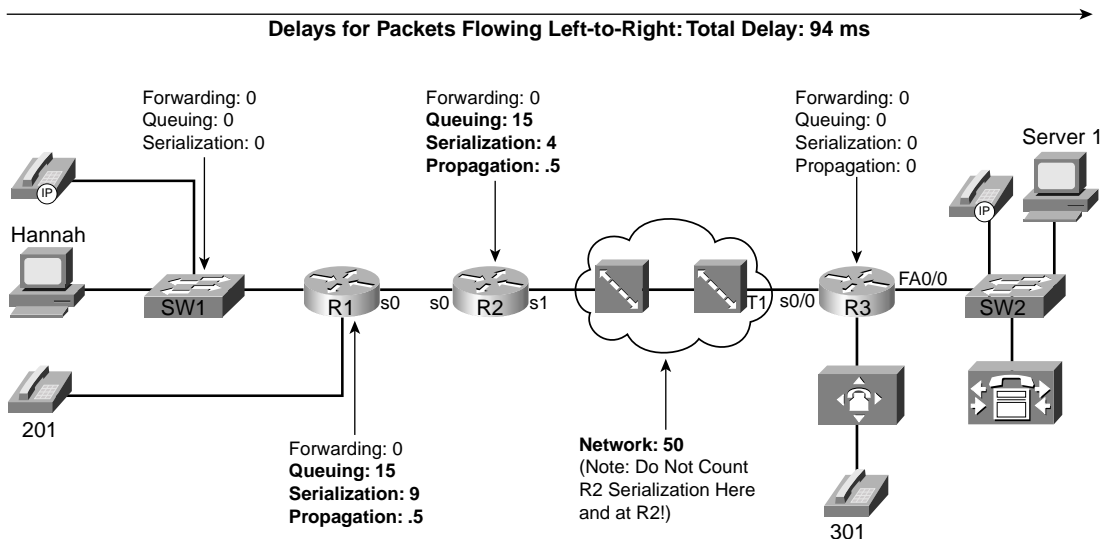 Delays for Packets Flowing Left-to-Right: Total Delay: 94 ms
Forwarding: 0
Queuing: 0
Serialization: 0
Forwarding: 0
Queuing: 15
Serialization: 4
Propagation: .5
Forwarding: 0
Queuing: 0
Serialization: 0
Propagation: 0
Server 1
IP
IP
Hannah
SW1
R1
s0
s0
R2
s1
T1
s0/0
R3
FA0/0
SW2
201
Forwarding: 0
Queuing: 15
Serialization: 9
Propagation: .5
Network: 50
(Note: Do Not Count
R2 Serialization Here
and at R2!)
301